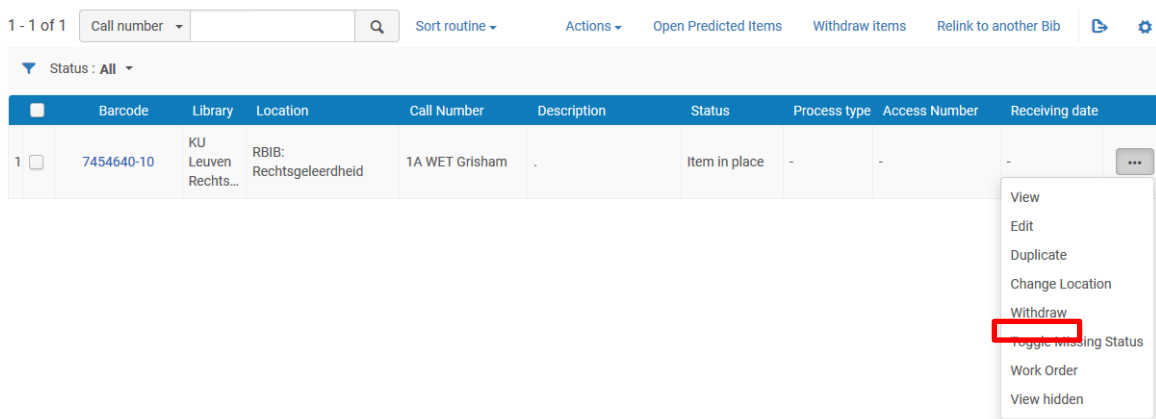 1 - 1 of 1 Call number Sort routine Actions Open Predicted Items Withdraw items Relink to another Bib
Status : All
Barcode Library Location Call Number Description Status Process type Access Number Receiving date
1 7454640-10 KU Leuven Rechts... RBIB: Rechtsgeleerdheid 1A WET Grisham . Item in place - - - ...
View
Edit
Duplicate
Change Location
Withdraw
Toggle Missing Status
Work Order
View hidden